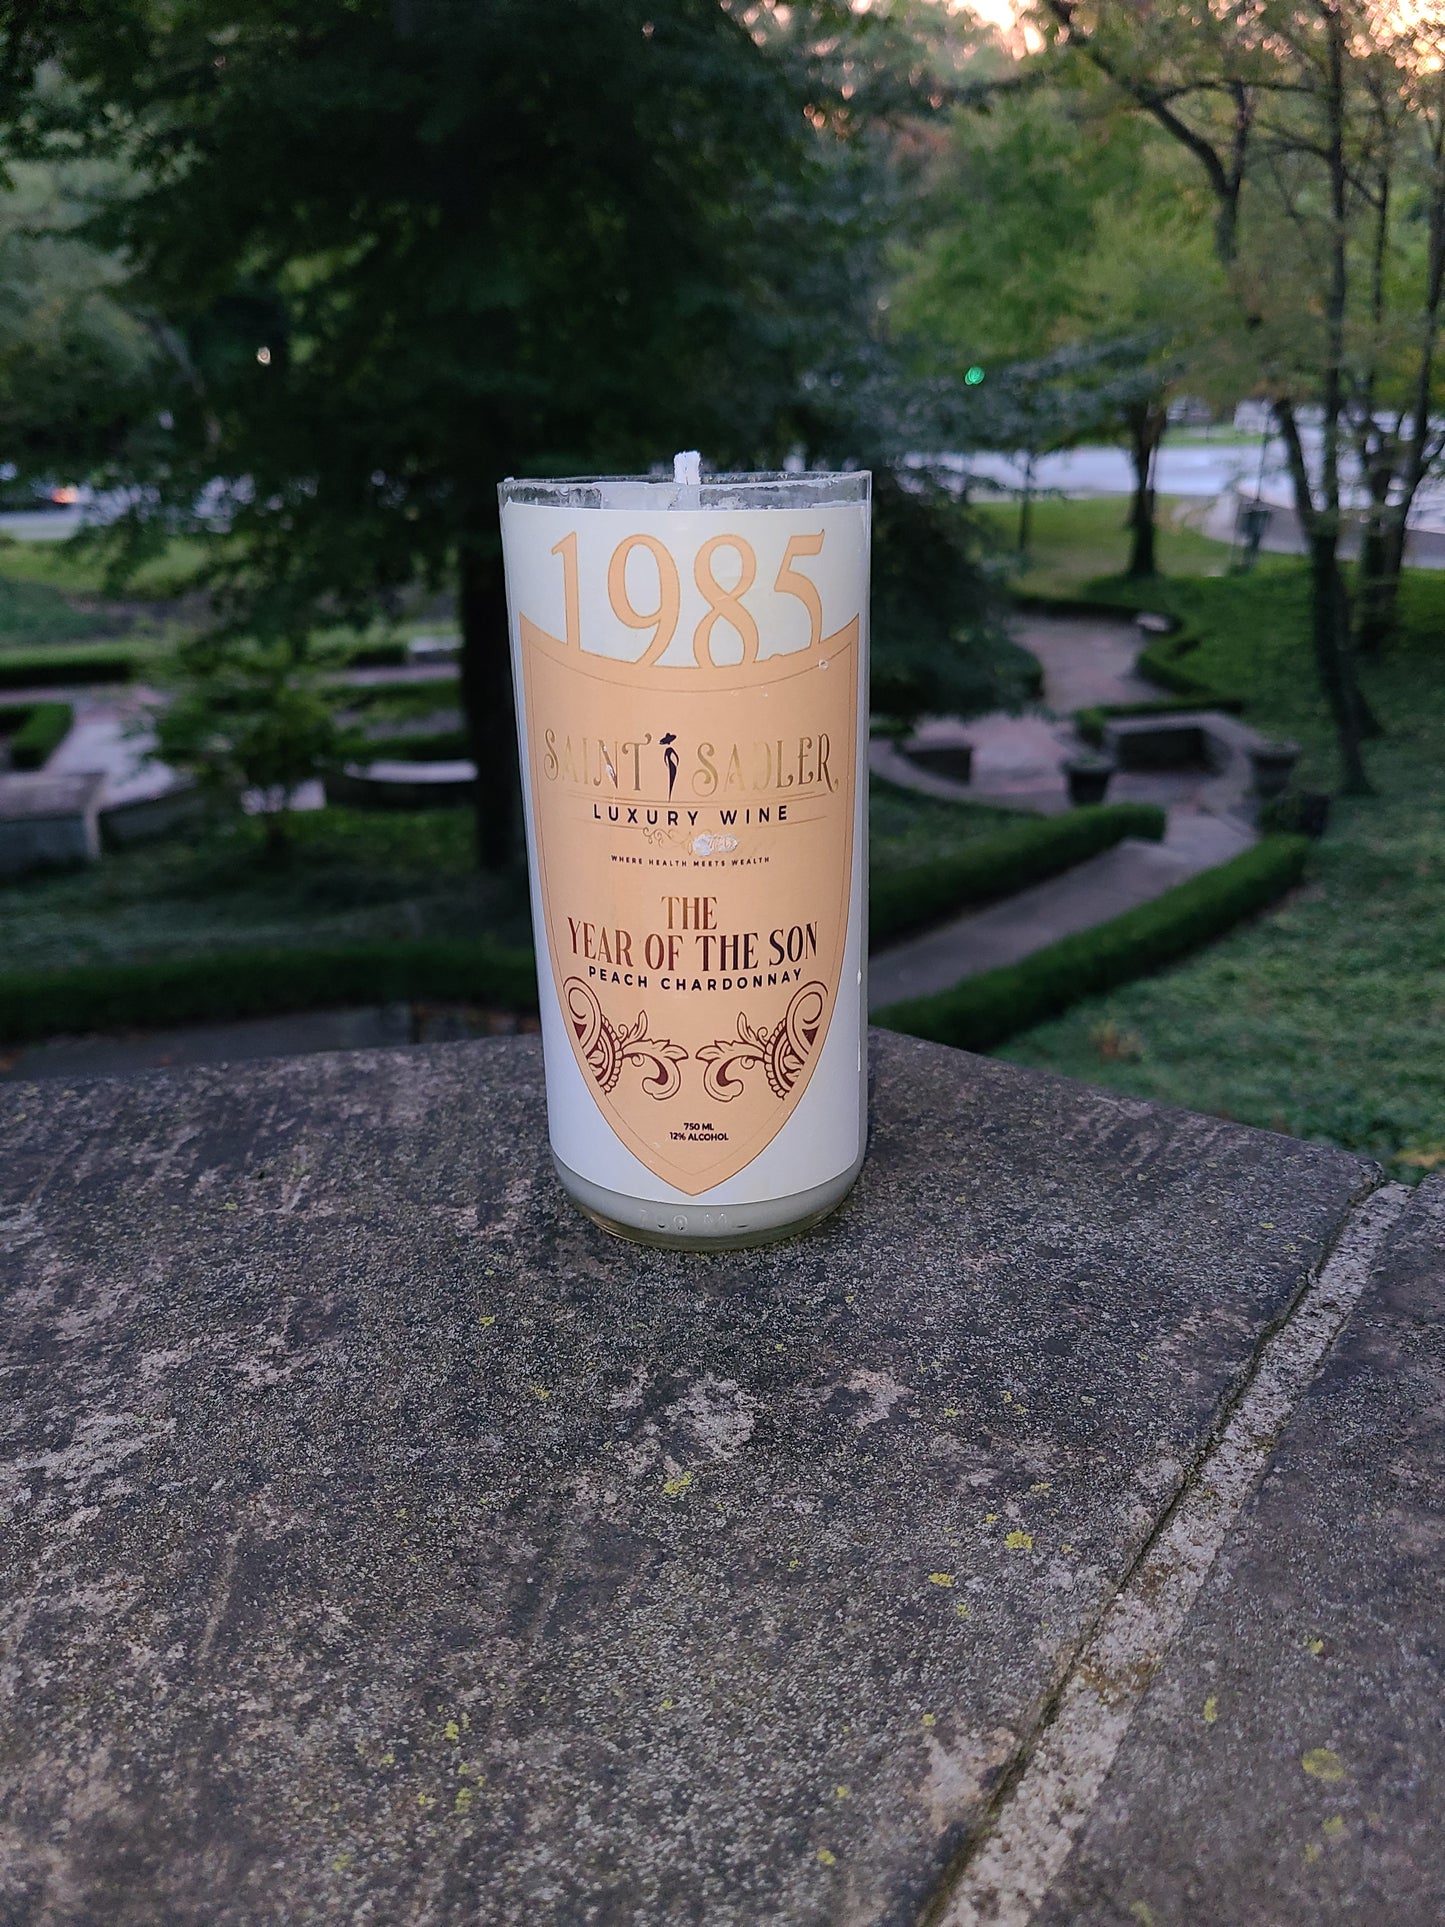 1985
SAINT SADLER
LUXURY WINE
WHERE HEALTH MEETS WEALTH
THE
YEAR OF THE SON
PEACH CHARDONNAY
750 ML
12% ALCOHOL